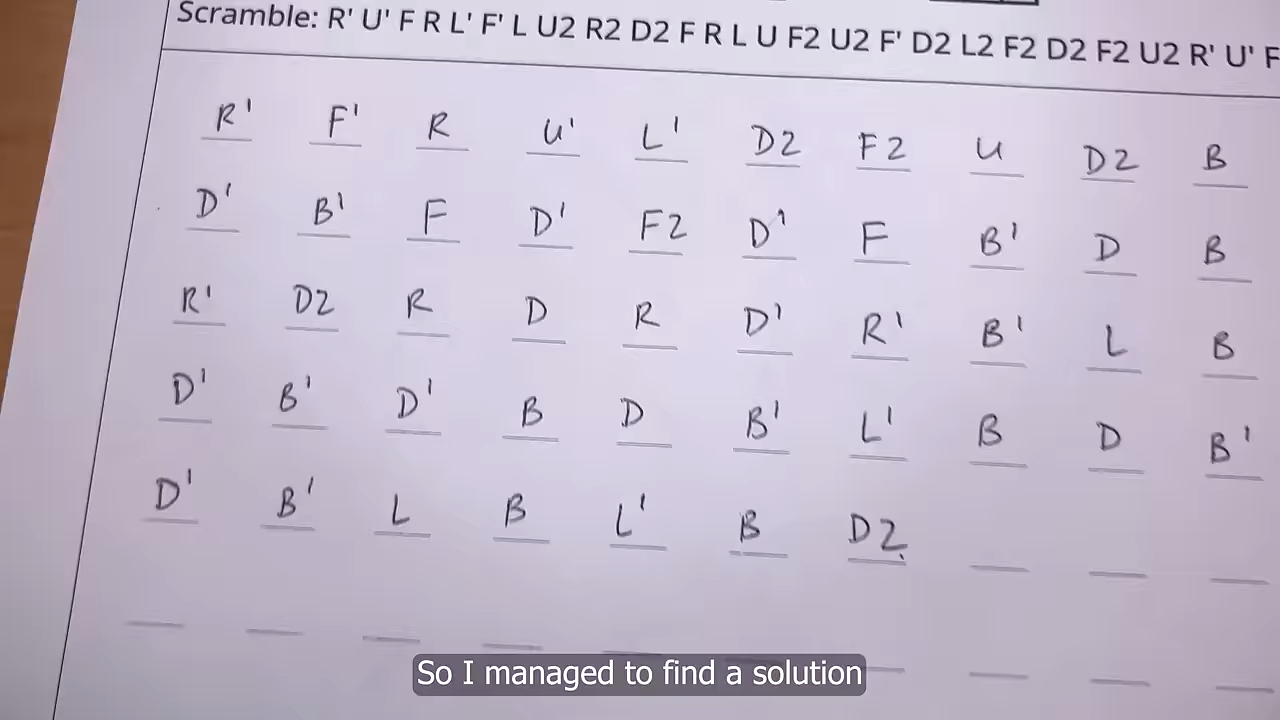 Scramble: R' U' F R L' F' L U2 R2 D2 F R L U F2 U2 F' D2 L2 F2 D2 F2 U2 R' U' F
R' F' R U' L' D2 F2 U D2 B
D' B' F D' F2 D' F B' D B
R' D2 R D R D' R' B' L B
D' B' D' B D B' L' B D B'
D' B' L B L' B D2
So I managed to find a solution